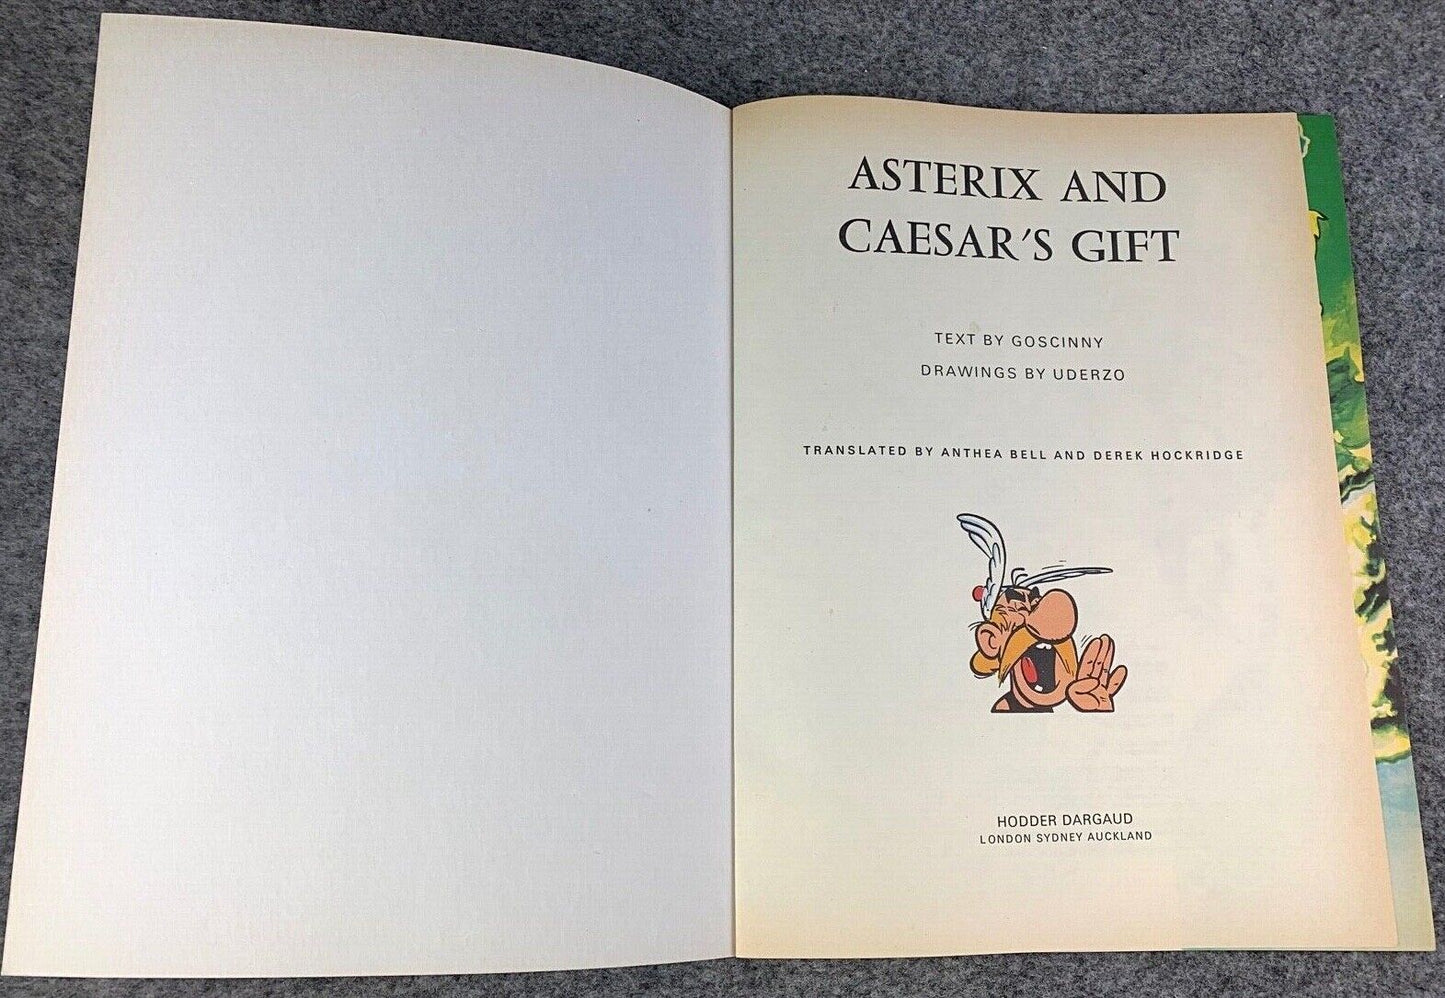 ASTERIX AND
CAESAR'S GIFT
TEXT BY GOSCINNY
DRAWINGS BY UDERZO
TRANSLATED BY ANTHEA BELL AND DEREK HOCKRIDGE
HODDER DARGAUD
LONDON SYDNEY AUCKLAND